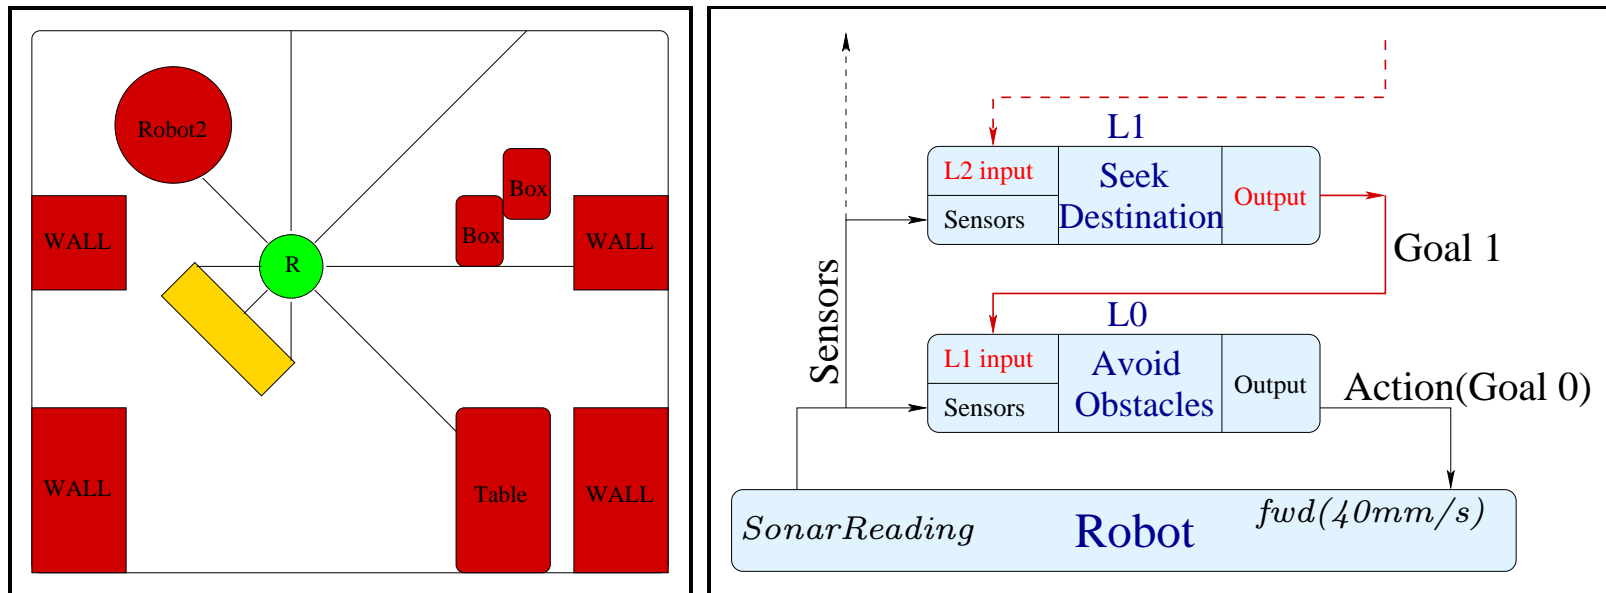 Robot2
Box
Box
WALL
WALL
R
WALL
Table
WALL
L1
L2 input
Seek
Destination
Output
Sensors
Goal 1
Sensors
L0
L1 input
Avoid
Obstacles
Output
Sensors
Action(Goal 0)
SonarReading
Robot
fwd(40mm/s)